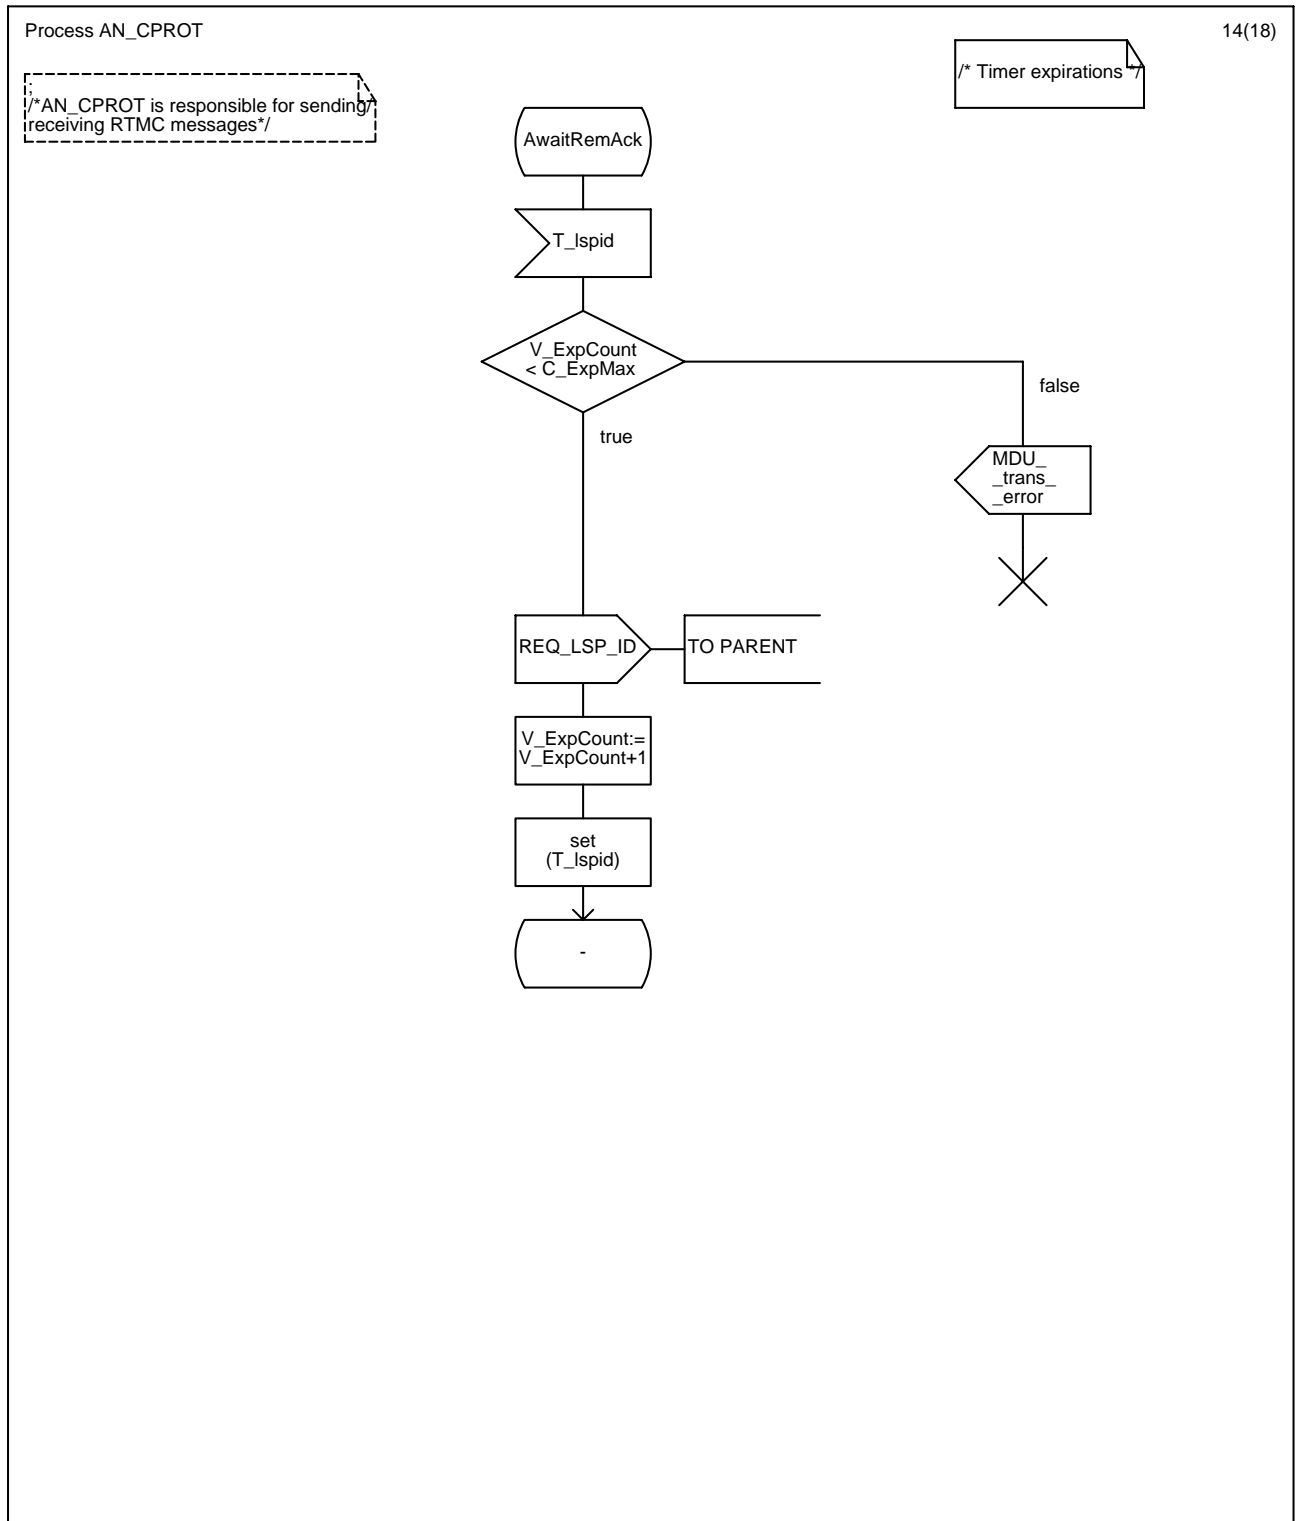 Process AN_CPROT
14(18)
;
/*AN_CPROT is responsible for sending/
receiving RTMC messages*/
/* Timer expirations */
AwaitRemAck
T_lspid
V_ExpCount
< C_ExpMax
false
true
MDU_
_trans_
_error
REQ_LSP_ID
TO PARENT
V_ExpCount:=
V_ExpCount+1
set
(T_lspid)
-